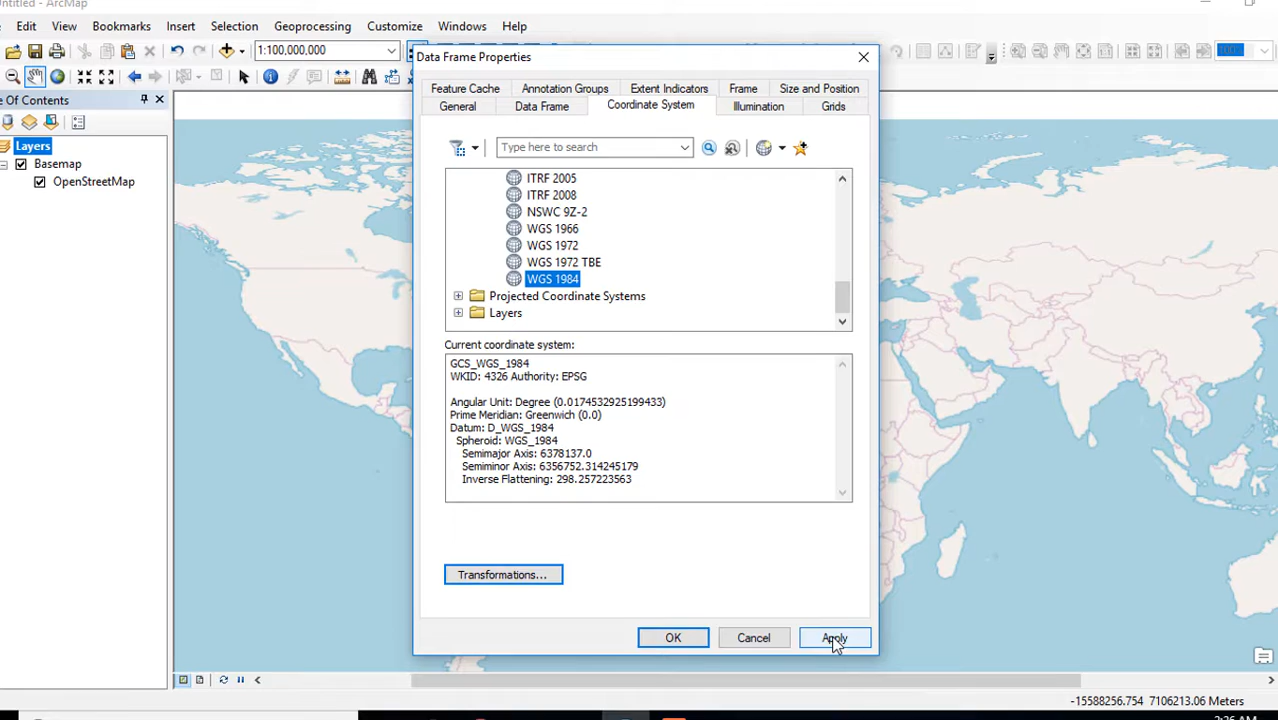 Untitled - ArcMap
Edit View Bookmarks Insert Selection Geoprocessing Customize Windows Help
1:100,000,000
Data Frame Properties
Feature Cache Annotation Groups Extent Indicators Frame Size and Position
General Data Frame Coordinate System Illumination Grids
Type here to search
ITRF 2005
ITRF 2008
NSWC 9Z-2
WGS 1966
WGS 1972
WGS 1972 TBE
WGS 1984
Projected Coordinate Systems
Layers
Current coordinate system:
GCS_WGS_1984
WKID: 4326 Authority: EPSG
Angular Unit: Degree (0.0174532925199433)
Prime Meridian: Greenwich (0.0)
Datum: D_WGS_1984
Spheroid: WGS_1984
Semimajor Axis: 6378137.0
Semiminor Axis: 6356752.314245179
Inverse Flattening: 298.257223563
Transformations...
OK Cancel Apply
e Of Contents
Layers
Basemap
OpenStreetMap
-15588256.754 7106213.06 Meters